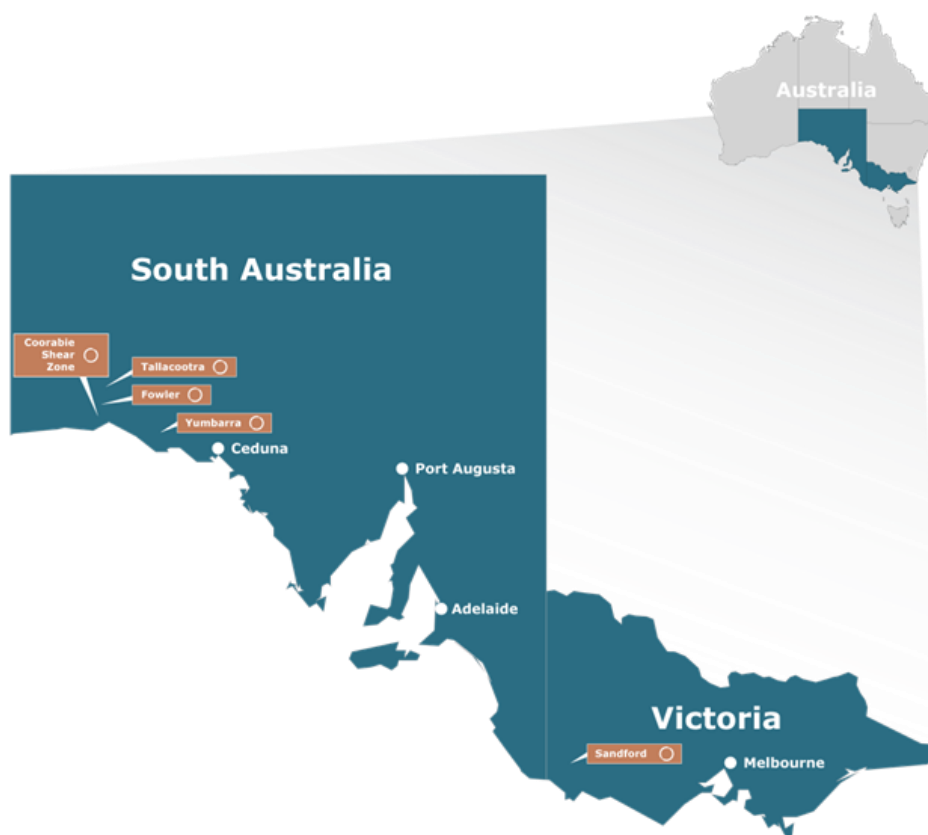 Australia
South Australia
Coorabie
Shear
Zone
Tallacootra
Fowler
Yumbarra
Ceduna
Port Augusta
Adelaide
Victoria
Sandford
Melbourne